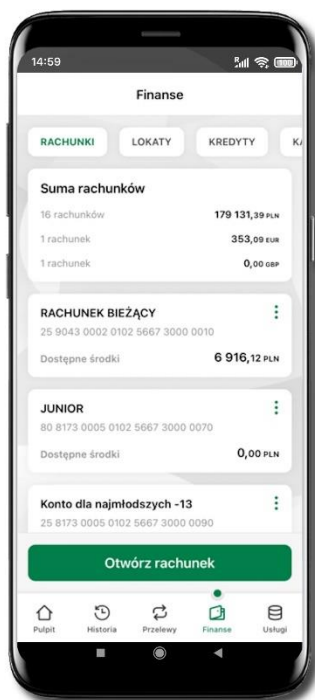 14:59
Finanse
RACHUNKI LOKATY KREDYTY KA
Suma rachunków
16 rachunków 179 131,39 PLN
1 rachunek 353,09 EUR
1 rachunek 0,00 GBP
RACHUNEK BIEŻĄCY
25 9043 0002 0102 5667 3000 0010
Dostępne środki 6 916,12 PLN
JUNIOR
80 8173 0005 0102 5667 3000 0070
Dostępne środki 0,00 PLN
Konto dla najmłodszych -13
25 8173 0005 0102 5667 3000 0090
Otwórz rachunek
Pulpit Historia Przelewy Finanse Usługi